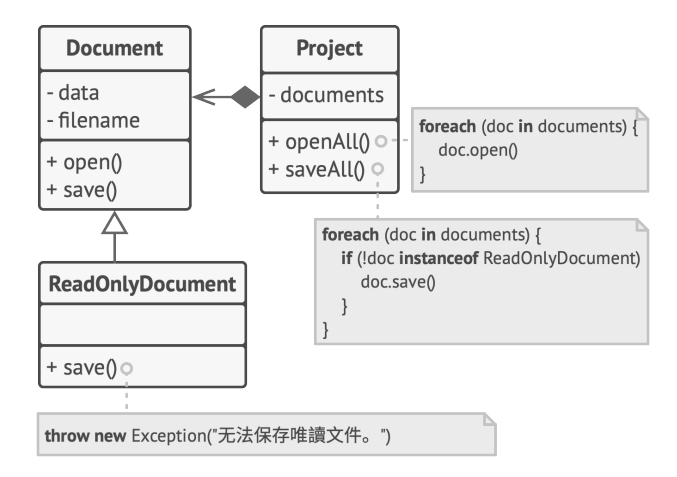 Document
- data
- filename
+ open()
+ save()
Project
- documents
+ openAll()
+ saveAll()
foreach (doc in documents) {
doc.open()
}
foreach (doc in documents) {
if (!doc instanceof ReadOnlyDocument)
doc.save()
}
}
ReadOnlyDocument
+ save()
throw new Exception("无法保存唯讀文件。")